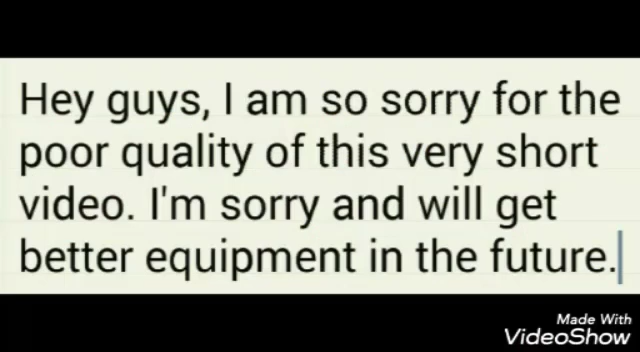 Hey guys, I am so sorry for the
poor quality of this very short
video. I'm sorry and will get
better equipment in the future.
Made With
VideoShow